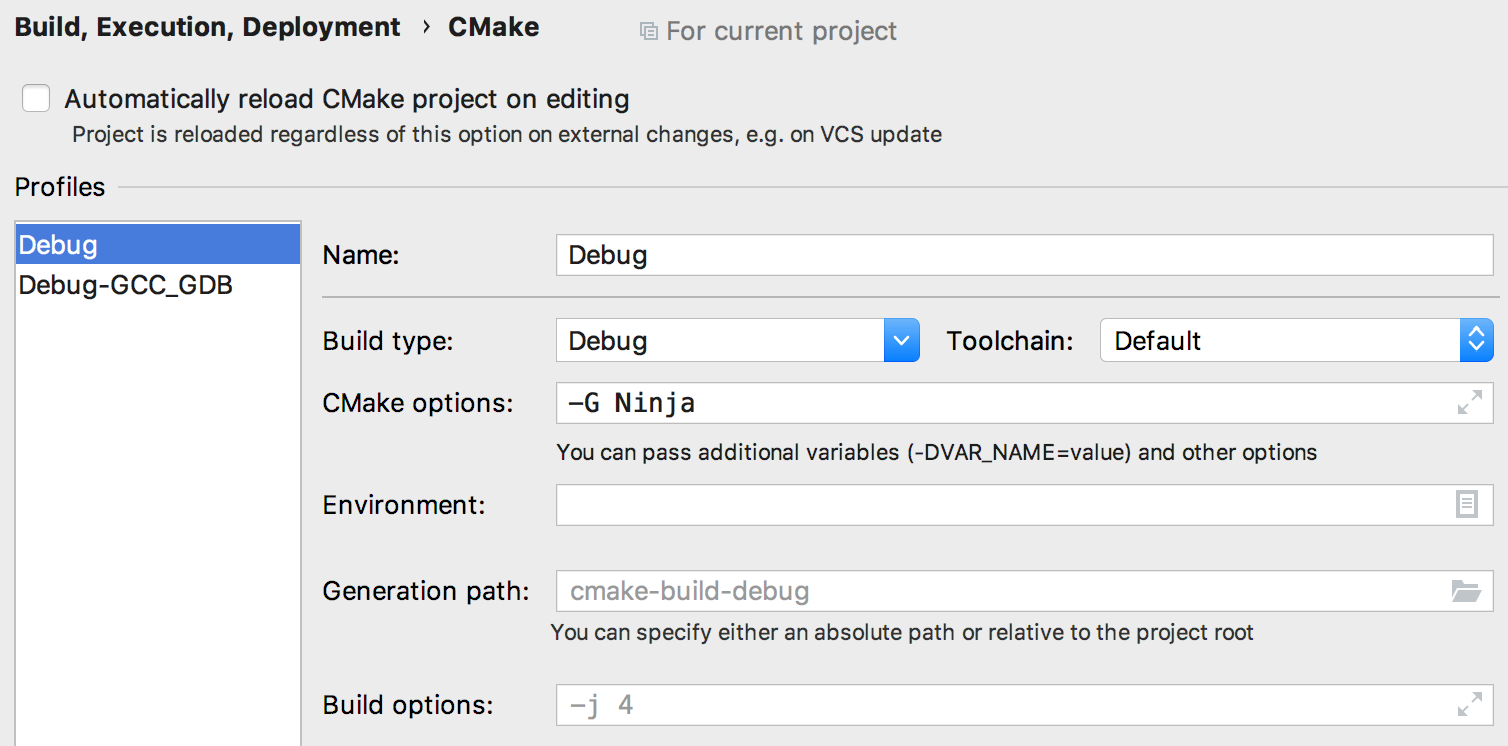 Build, Execution, Deployment › CMake For current project
Automatically reload CMake project on editing
Project is reloaded regardless of this option on external changes, e.g. on VCS update
Profiles
Debug
Debug-GCC_GDB
Name: Debug
Build type: Debug Toolchain: Default
CMake options: -G Ninja
You can pass additional variables (-DVAR_NAME=value) and other options
Environment:
Generation path: cmake-build-debug
You can specify either an absolute path or relative to the project root
Build options: -j 4